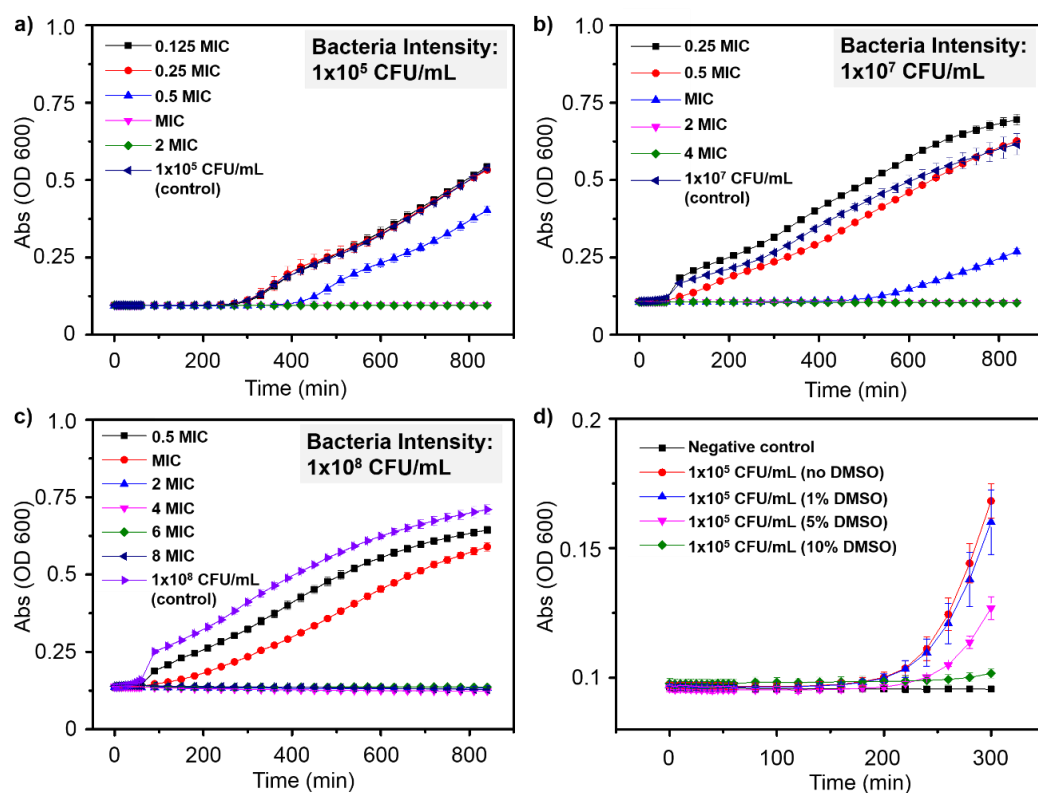 a)
Abs (OD 600)
1.0
0.75
0.5
0.25
0
0.125 MIC
0.25 MIC
0.5 MIC
MIC
2 MIC
1x10⁵ CFU/mL
(control)
Bacteria Intensity:
1x10⁵ CFU/mL
0 200 400 600 800
Time (min)
b)
Abs (OD 600)
1.0
0.75
0.5
0.25
0
0.25 MIC
0.5 MIC
MIC
2 MIC
4 MIC
1x10⁷ CFU/mL
(control)
Bacteria Intensity:
1x10⁷ CFU/mL
0 200 400 600 800
Time (min)
c)
Abs (OD 600)
1.0
0.75
0.5
0.25
0
0.5 MIC
MIC
2 MIC
4 MIC
6 MIC
8 MIC
1x10⁸ CFU/mL
(control)
Bacteria Intensity:
1x10⁸ CFU/mL
0 200 400 600 800
Time (min)
d)
Abs (OD 600)
0.2
0.15
0.1
Negative control
1x10⁵ CFU/mL (no DMSO)
1x10⁵ CFU/mL (1% DMSO)
1x10⁵ CFU/mL (5% DMSO)
1x10⁵ CFU/mL (10% DMSO)
0 100 200 300
Time (min)